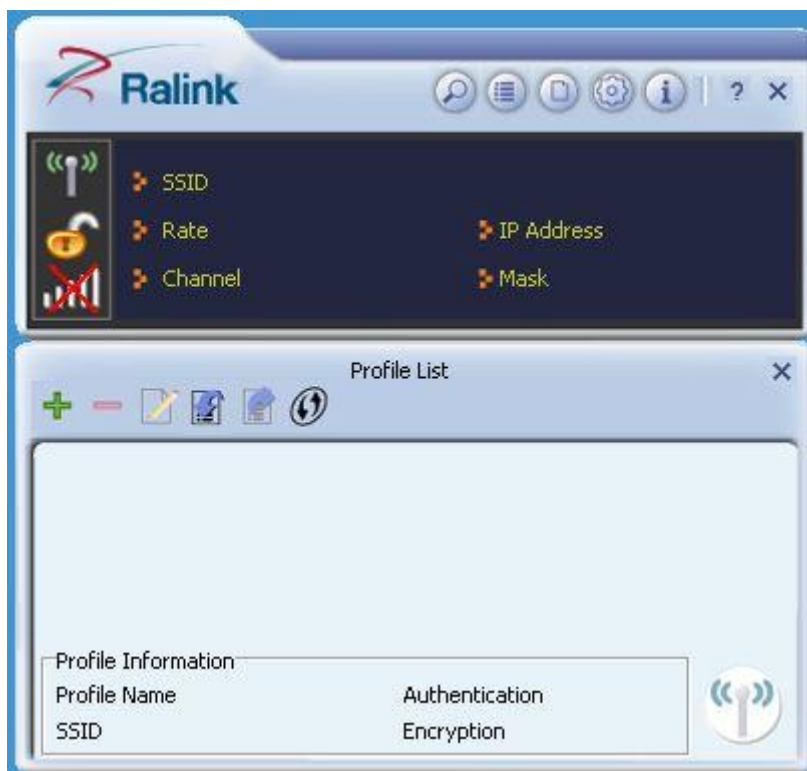 Ralink
? ×
SSID
Rate
IP Address
Channel
Mask
Profile List
Profile Information
Profile Name
Authentication
SSID
Encryption